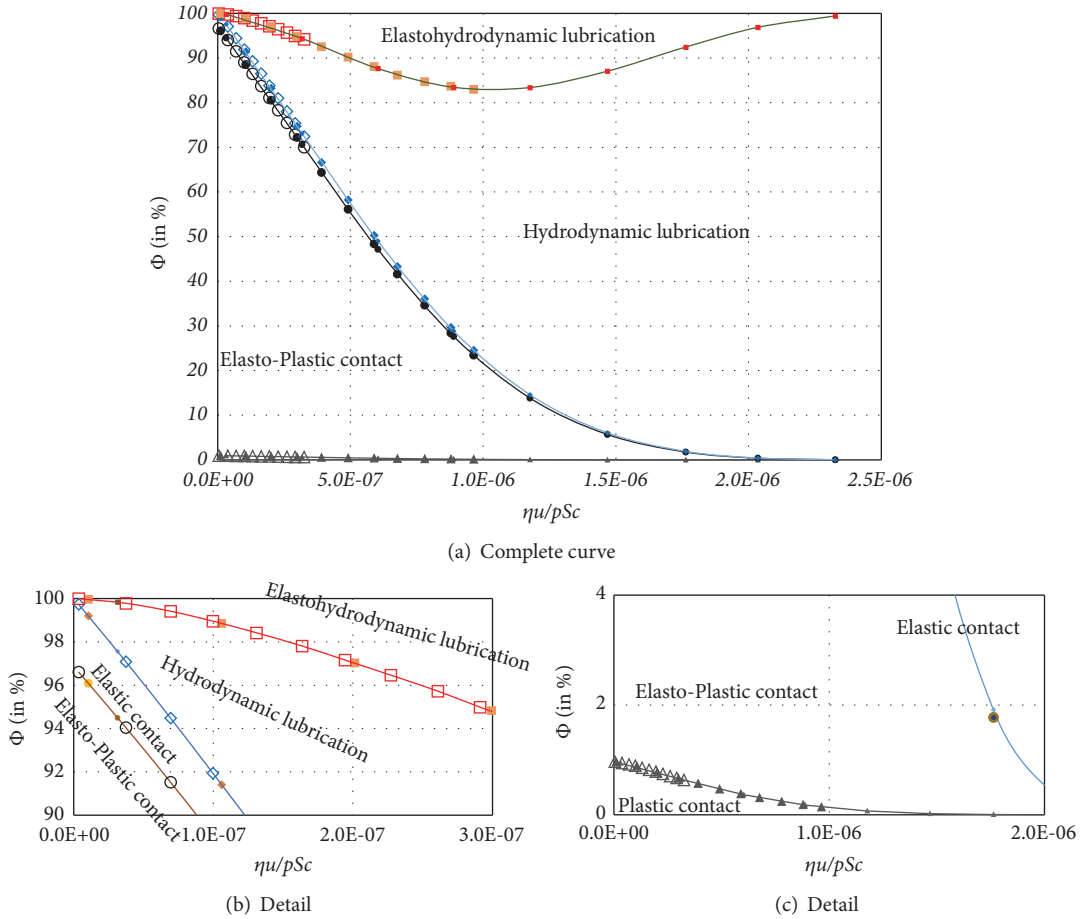 100
90
80
70
60
50
40
30
20
10
0
Φ (in %)
Elastohydrodynamic lubrication
Hydrodynamic lubrication
Elasto-Plastic contact
0.0E+00 5.0E-07 1.0E-06 1.5E-06 2.0E-06 2.5E-06
ηu/pSc
(a) Complete curve
100
98
96
94
92
90
Φ (in %)
Elastohydrodynamic lubrication
Hydrodynamic lubrication
Elastic contact
Elasto-Plastic contact
0.0E+00 1.0E-07 2.0E-07 3.0E-07
ηu/pSc
(b) Detail
4
2
0
Φ (in %)
Elastic contact
Elasto-Plastic contact
Plastic contact
0.0E+00 1.0E-06 2.0E-06
ηu/pSc
(c) Detail